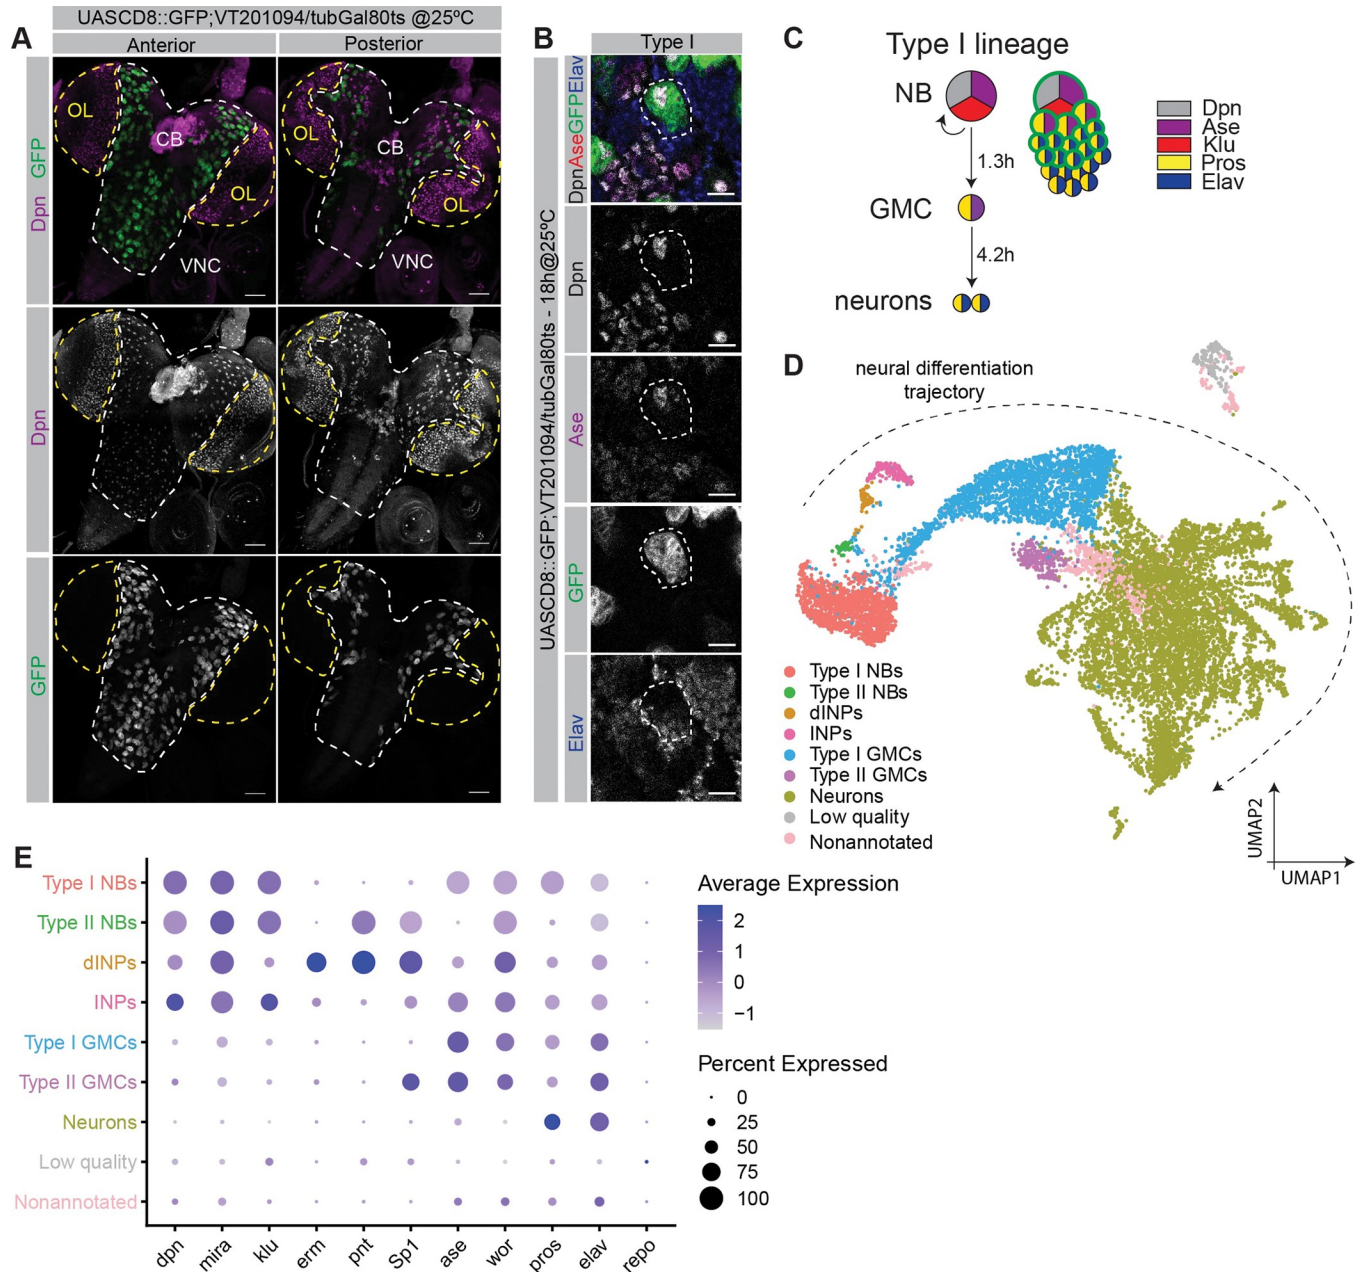 A
UASCD8::GFP;VT201094/tubGal80ts @25ºC
Anterior
Posterior
Dpn GFP
OL
CB
OL
VNC
OL
CB
OL
VNC
Dpn
GFP
B
Type I
UASCD8::GFP;VT201094/tubGal80ts - 18h@25ºC
DpnAseGFPElav
Dpn
Ase
GFP
Elav
C
Type I lineage
NB
1.3h
GMC
4.2h
neurons
Dpn
Ase
Klu
Pros
Elav
D
neural differentiation
trajectory
Type I NBs
Type II NBs
dINPs
INPs
Type I GMCs
Type II GMCs
Neurons
Low quality
Nonannotated
UMAP2
UMAP1
E
Type I NBs
Type II NBs
dINPs
INPs
Type I GMCs
Type II GMCs
Neurons
Low quality
Nonannotated
dpn
mira
klu
erm
pnt
Sp1
ase
wor
pros
elav
repo
Average Expression
2
1
0
−1
Percent Expressed
0
25
50
75
100